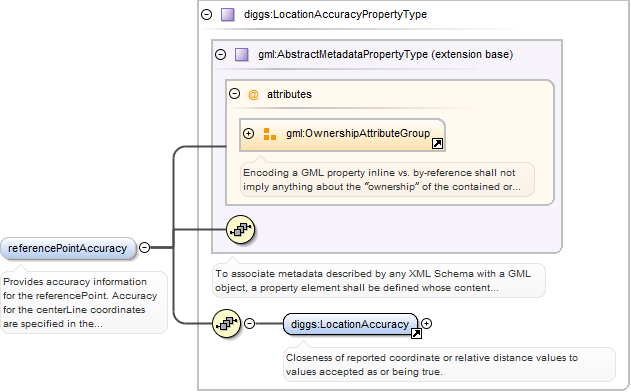 diggs:LocationAccuracyPropertyType
gml:AbstractMetadataPropertyType (extension base)
@ attributes
gml:OwnershipAttributeGroup
Encoding a GML property inline vs. by-reference shall not
imply anything about the “ownership” of the contained or...
referencePointAccuracy
Provides accuracy information
for the referencePoint. Accuracy
for the centerLine coordinates
are specified in the...
To associate metadata described by any XML Schema with a GML
object, a property element shall be defined whose content...
diggs:LocationAccuracy
Closeness of reported coordinate or relative distance values to
values accepted as or being true.